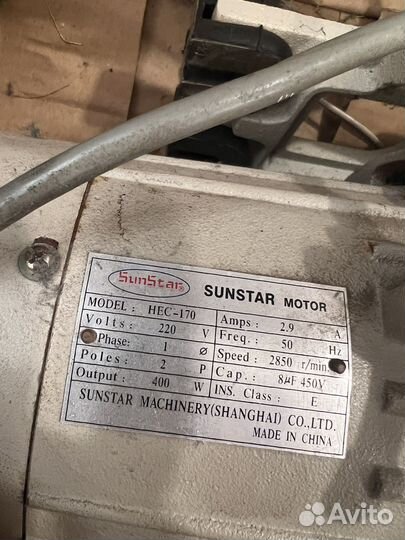 SunStar SUNSTAR MOTOR
MODEL: HEC-170 Amps: 2.9 A
Volts: 220 V Freq.: 50 Hz
Phase: 1 Ø Speed: 2850 r/min
Poles: 2 P Cap.: 8μF 450V
Output: 400 W INS. Class: E
SUNSTAR MACHINERY(SHANGHAI) CO.,LTD.
MADE IN CHINA
Avito